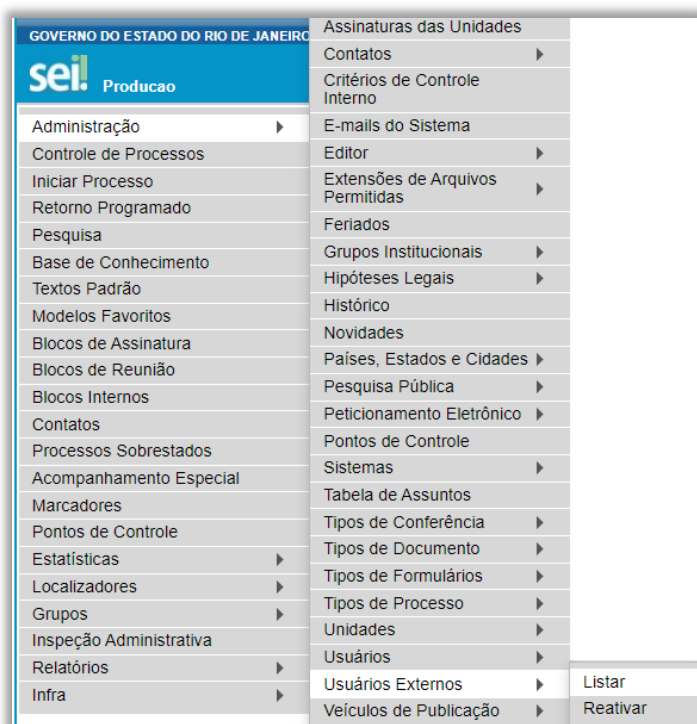 GOVERNO DO ESTADO DO RIO DE JANEIRO
sei!
Producao
Administração
Controle de Processos
Iniciar Processo
Retorno Programado
Pesquisa
Base de Conhecimento
Textos Padrão
Modelos Favoritos
Blocos de Assinatura
Blocos de Reunião
Blocos Internos
Contatos
Processos Sobrestados
Acompanhamento Especial
Marcadores
Pontos de Controle
Estatísticas
Localizadores
Grupos
Inspeção Administrativa
Relatórios
Infra
Assinaturas das Unidades
Contatos
Critérios de Controle
Interno
E-mails do Sistema
Editor
Extensões de Arquivos
Permitidas
Feriados
Grupos Institucionais
Hipóteses Legais
Histórico
Novidades
Países, Estados e Cidades
Pesquisa Pública
Peticionamento Eletrônico
Pontos de Controle
Sistemas
Tabela de Assuntos
Tipos de Conferência
Tipos de Documento
Tipos de Formulários
Tipos de Processo
Unidades
Usuários
Usuários Externos
Veículos de Publicação
Listar
Reativar